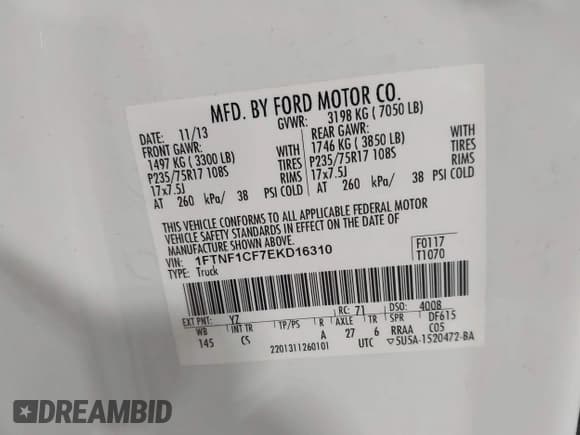 MFD. BY FORD MOTOR CO.
DATE: 11/13 GVWR: 3198 KG ( 7050 LB)
FRONT GAWR: REAR GAWR:
1497 KG ( 3300 LB) WITH 1746 KG ( 3850 LB) WITH
P235/75R17 108S TIRES P235/75R17 108S TIRES
17x7.5J RIMS 17x7.5J RIMS
AT 260 kPa/ 38 PSI COLD AT 260 kPa/ 38 PSI COLD
THIS VEHICLE CONFORMS TO ALL APPLICABLE FEDERAL MOTOR
VEHICLE SAFETY STANDARDS IN EFFECT ON THE DATE OF
MANUFACTURE SHOWN ABOVE.
VIN: 1FTNF1CF7EKD16310 F0117
TYPE: Truck T1070
EXT PNT: YZ RC: 71 DSO: 4008
WB INT TR TP/PS R AXLE TR SPR DF615
145 CS A 27 6 RRAA C05
2201311260101 UTC ▽5U5A-1520472-BA
DREAMBID